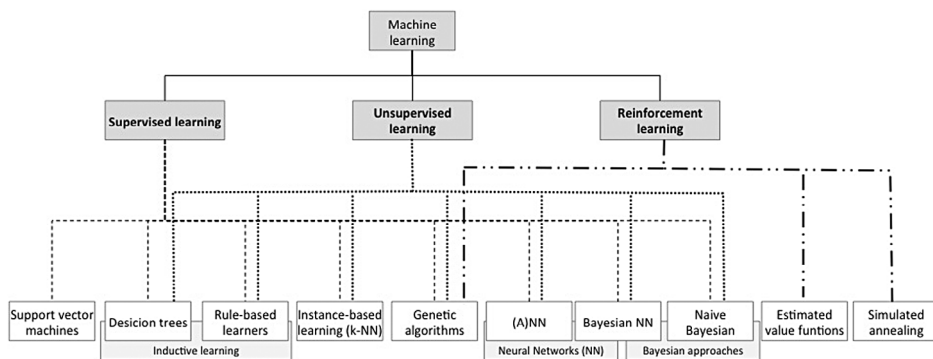 Machine
learning
Supervised learning
Unsupervised
learning
Reinforcement
learning
Support vector
machines
Desicion trees
Rule-based
learners
Instance-based
learning (k-NN)
Genetic
algorithms
(A)NN
Bayesian NN
Naive
Bayesian
Estimated
value funtions
Simulated
annealing
Inductive learning
Neural Networks (NN)
Bayesian approaches